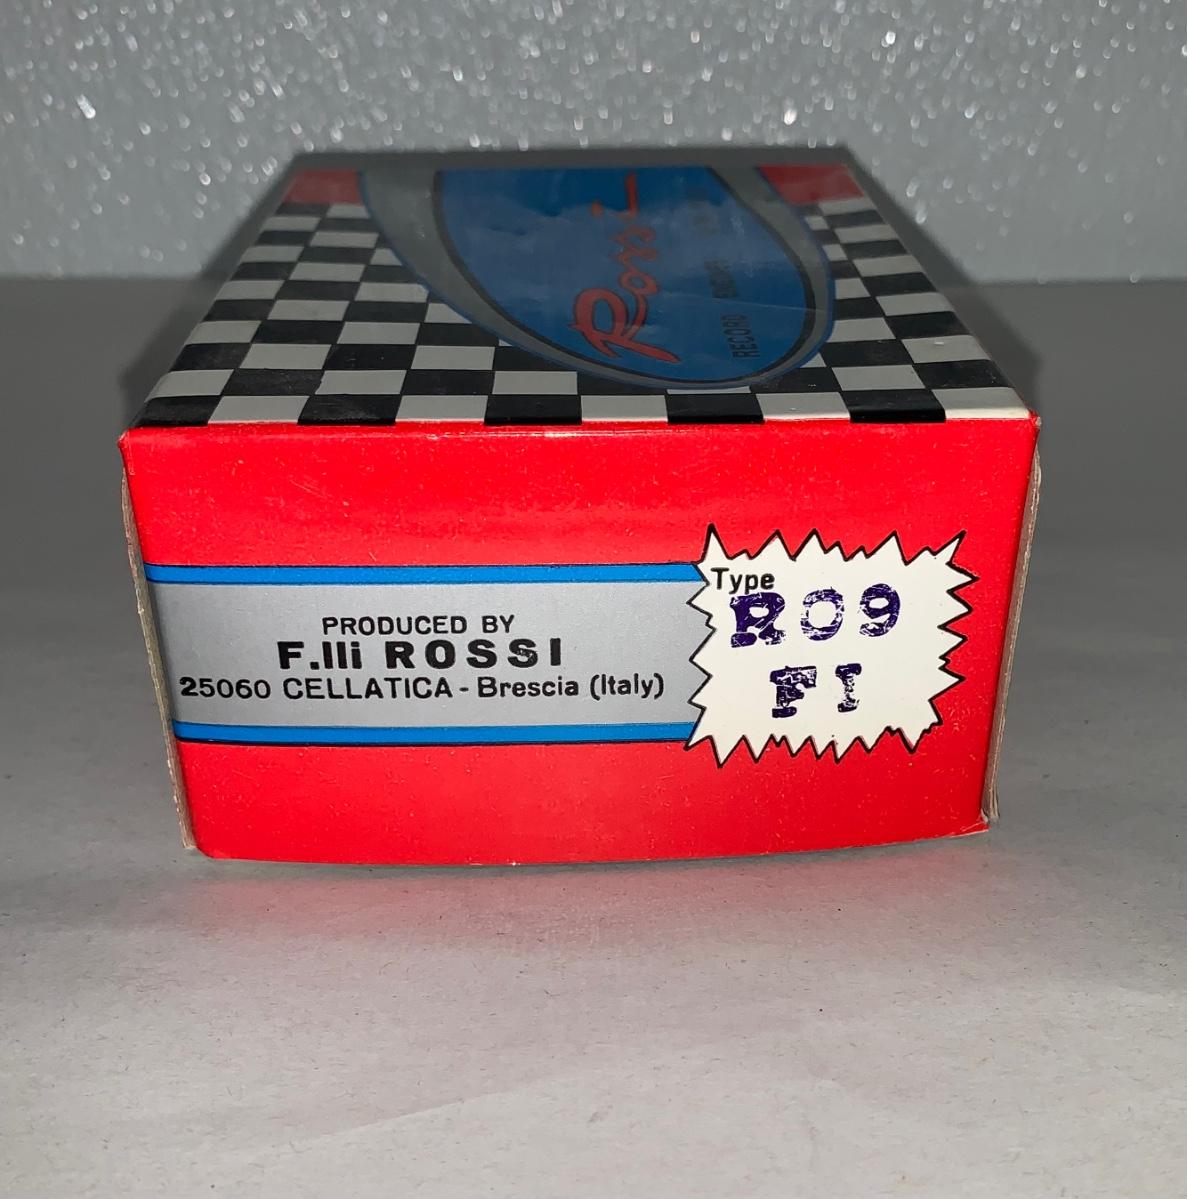 Rossi
RECORD
PRODUCED BY
F.lli ROSSI
25060 CELLATICA - Brescia (Italy)
Type
R09
FI